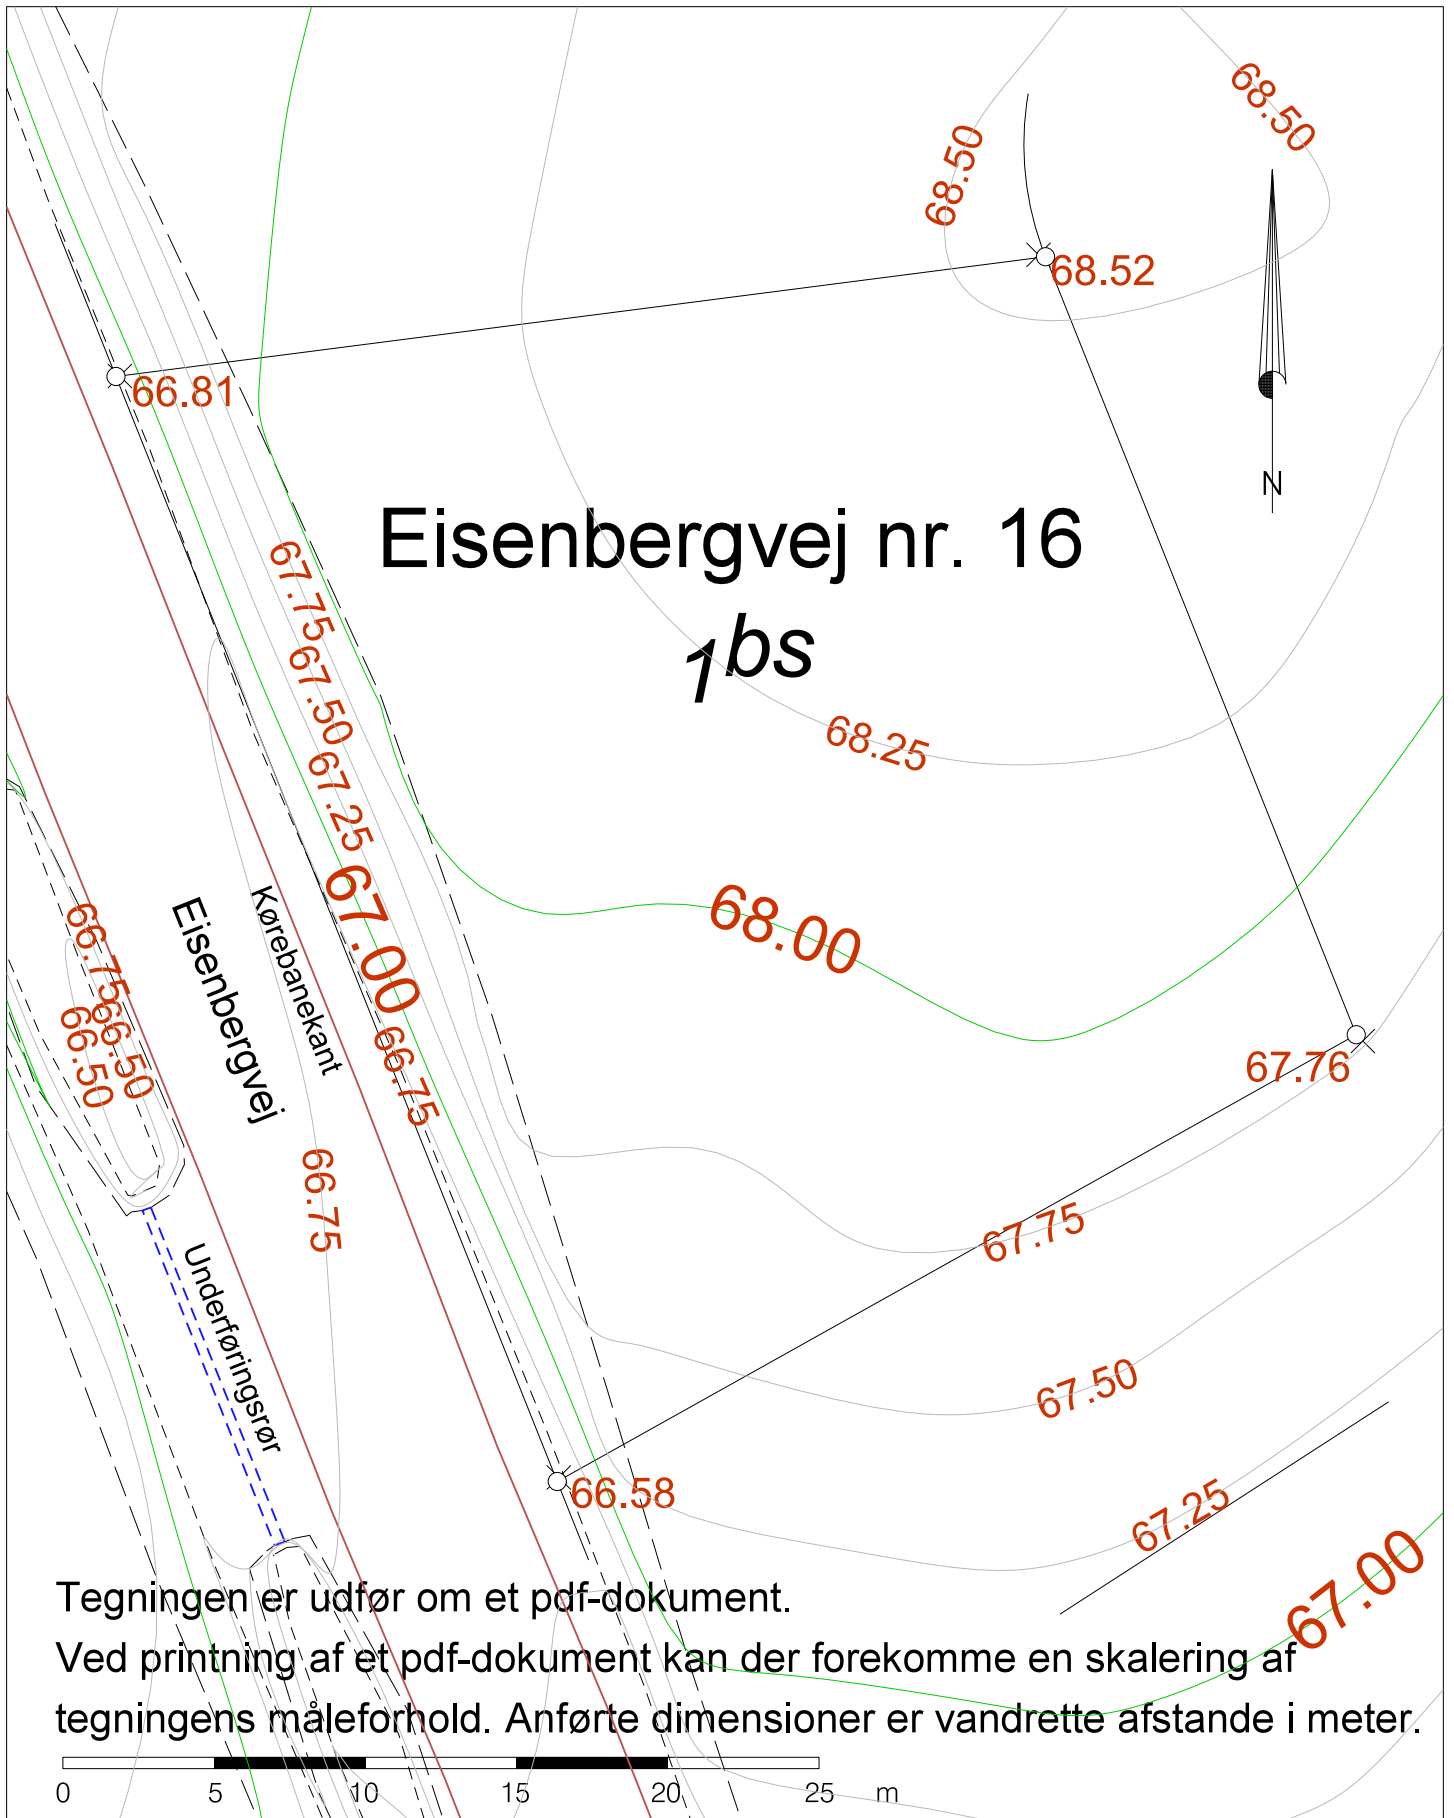 68.50
68.50
68.52
66.81
N
Eisenbergvej nr. 16
1bs
67.75
67.50
67.25
67.00
66.75
68.25
68.00
Kørebanekant
Eisenbergvej
66.75
66.50
66.50
66.75
67.76
67.75
Underføringsrør
67.50
66.58
67.25
67.00
Tegningen er udfør om et pdf-dokument.
Ved printning af et pdf-dokument kan der forekomme en skalering af
tegningens måleforhold. Anførte dimensioner er vandrette afstande i meter.
0 5 10 15 20 25 m